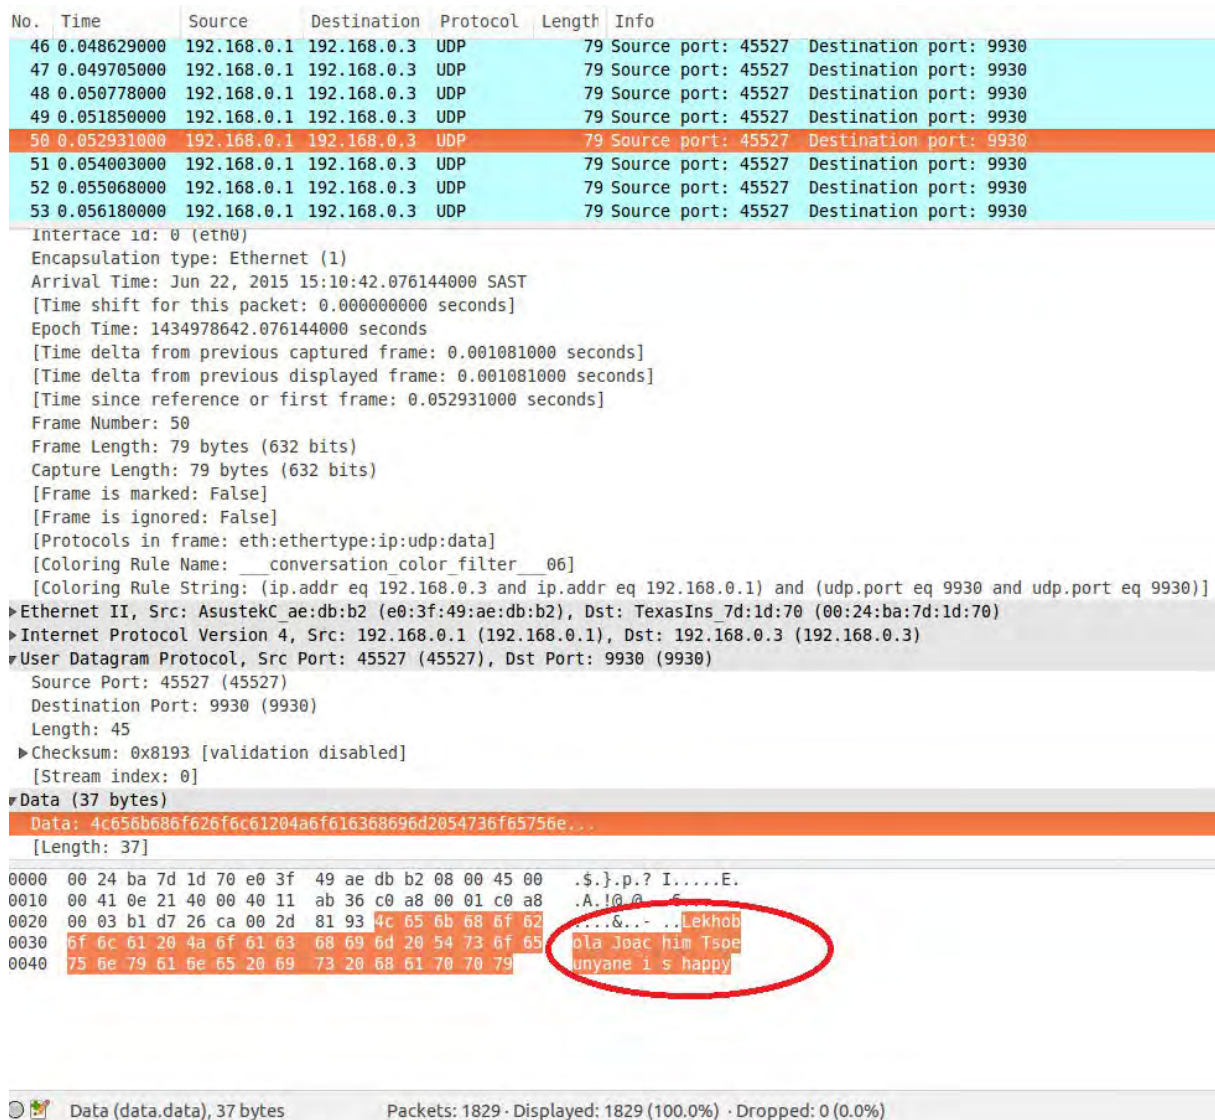 No. Time Source Destination Protocol Length Info
46 0.048629000 192.168.0.1 192.168.0.3 UDP 79 Source port: 45527 Destination port: 9930
47 0.049705000 192.168.0.1 192.168.0.3 UDP 79 Source port: 45527 Destination port: 9930
48 0.050778000 192.168.0.1 192.168.0.3 UDP 79 Source port: 45527 Destination port: 9930
49 0.051850000 192.168.0.1 192.168.0.3 UDP 79 Source port: 45527 Destination port: 9930
50 0.052931000 192.168.0.1 192.168.0.3 UDP 79 Source port: 45527 Destination port: 9930
51 0.054003000 192.168.0.1 192.168.0.3 UDP 79 Source port: 45527 Destination port: 9930
52 0.055068000 192.168.0.1 192.168.0.3 UDP 79 Source port: 45527 Destination port: 9930
53 0.056180000 192.168.0.1 192.168.0.3 UDP 79 Source port: 45527 Destination port: 9930
Interface id: 0 (eth0)
Encapsulation type: Ethernet (1)
Arrival Time: Jun 22, 2015 15:10:42.076144000 SAST
[Time shift for this packet: 0.000000000 seconds]
Epoch Time: 1434978642.076144000 seconds
[Time delta from previous captured frame: 0.001081000 seconds]
[Time delta from previous displayed frame: 0.001081000 seconds]
[Time since reference or first frame: 0.052931000 seconds]
Frame Number: 50
Frame Length: 79 bytes (632 bits)
Capture Length: 79 bytes (632 bits)
[Frame is marked: False]
[Frame is ignored: False]
[Protocols in frame: eth:ethertype:ip:udp:data]
[Coloring Rule Name: ___conversation_color_filter___06]
[Coloring Rule String: (ip.addr eq 192.168.0.3 and ip.addr eq 192.168.0.1) and (udp.port eq 9930 and udp.port eq 9930)]
Ethernet II, Src: AsustekC_ae:db:b2 (e0:3f:49:ae:db:b2), Dst: TexasIns_7d:1d:70 (00:24:ba:7d:1d:70)
Internet Protocol Version 4, Src: 192.168.0.1 (192.168.0.1), Dst: 192.168.0.3 (192.168.0.3)
User Datagram Protocol, Src Port: 45527 (45527), Dst Port: 9930 (9930)
Source Port: 45527 (45527)
Destination Port: 9930 (9930)
Length: 45
Checksum: 0x8193 [validation disabled]
[Stream index: 0]
Data (37 bytes)
Data: 4c656b686f626f6c61204a6f616368696d2054736f65756e...
[Length: 37]
0000 00 24 ba 7d 1d 70 e0 3f 49 ae db b2 08 00 45 00 .$.}.p.? I.....E.
0010 00 41 0e 21 40 00 40 11 ab 36 c0 a8 00 01 c0 a8 .A.!@.@. .6......
0020 00 03 b1 d7 26 ca 00 2d 81 93 4c 65 6b 68 6f 62 ....&..- ..Lekhob
0030 6f 6c 61 20 4a 6f 61 63 68 69 6d 20 54 73 6f 65 ola Joac him Tsoe
0040 75 6e 79 61 6e 65 20 69 73 20 68 61 70 70 79 unyane i s happy
Data (data.data), 37 bytes Packets: 1829 · Displayed: 1829 (100.0%) · Dropped: 0 (0.0%)